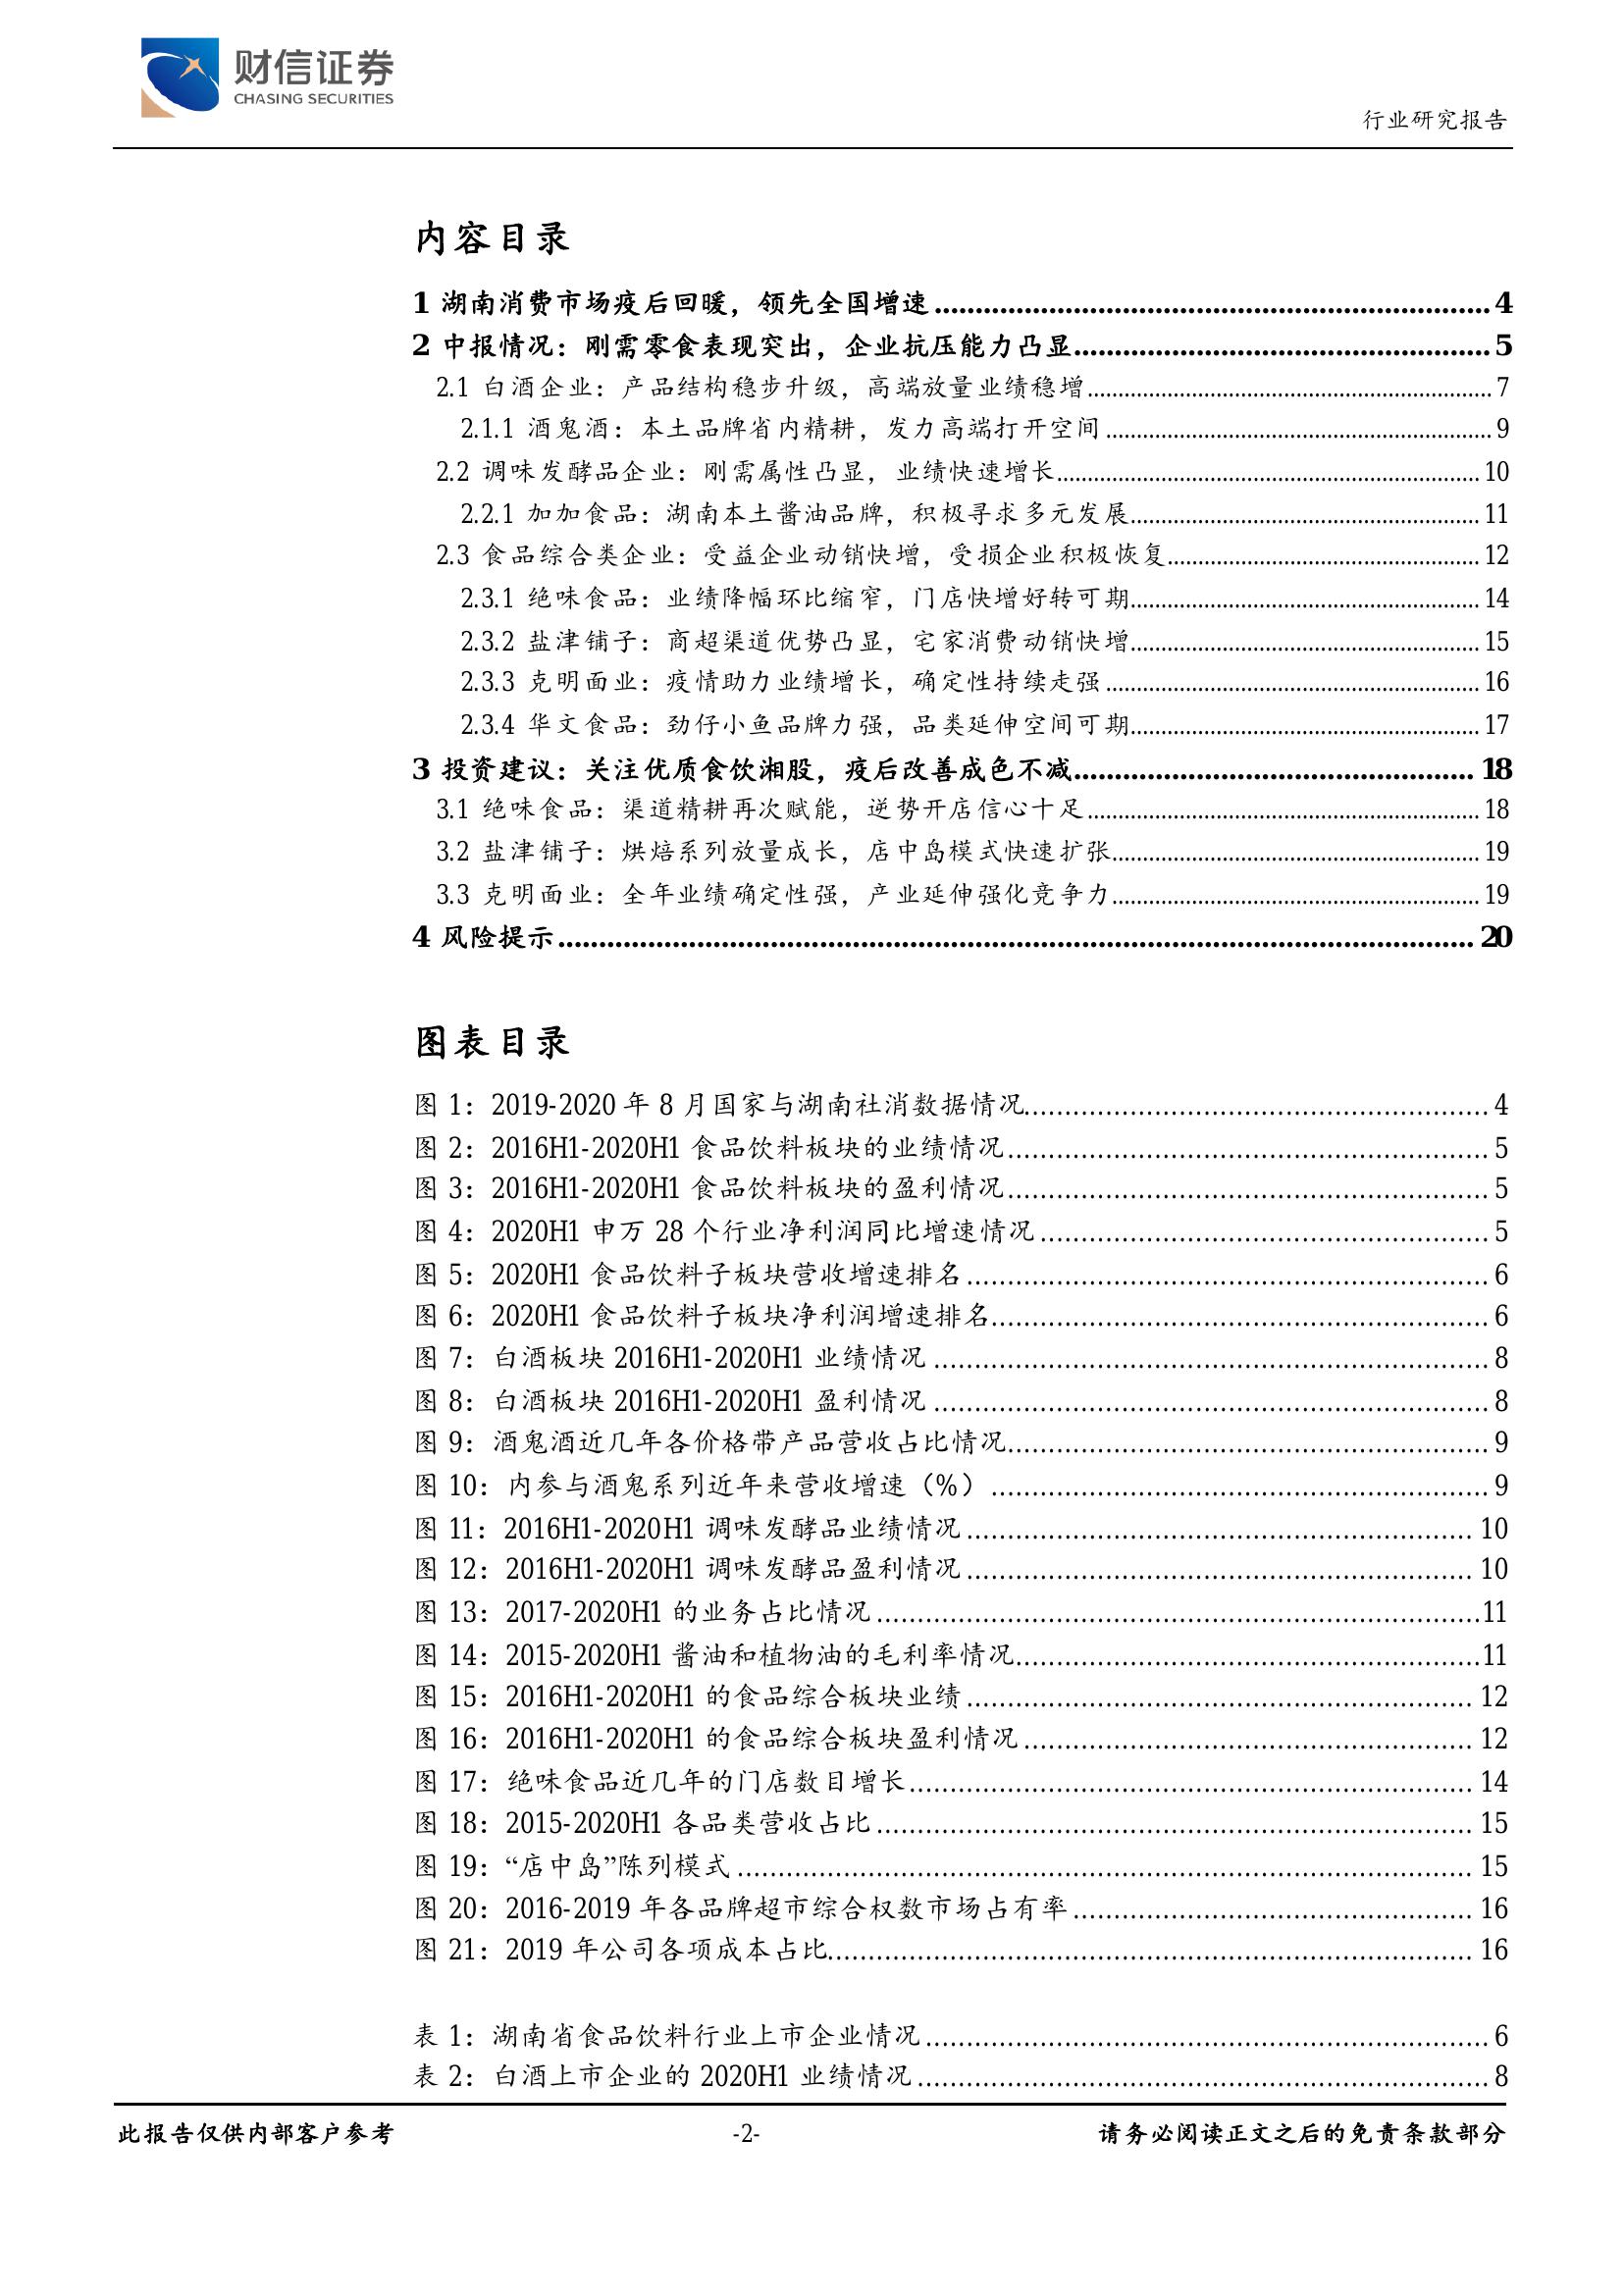 财信证券
CHASING SECURITIES
行业研究报告
内容目录
1 湖南消费市场疫后回暖，领先全国增速........................................4
2 中报情况：刚需零食表现突出，企业抗压能力凸显........................................5
2.1 白酒企业：产品结构稳步升级，高端放量业绩稳增........................................7
2.1.1 酒鬼酒：本土品牌省内精耕，发力高端打开空间........................................9
2.2 调味发酵品企业：刚需属性凸显，业绩快速增长........................................10
2.2.1 加加食品：湖南本土酱油品牌，积极寻求多元发展........................................11
2.3 食品综合类企业：受益企业动销快增，受损企业积极恢复........................................12
2.3.1 绝味食品：业绩降幅环比缩窄，门店快增好转可期........................................14
2.3.2 盐津铺子：商超渠道优势凸显，宅家消费动销快增........................................15
2.3.3 克明面业：疫情助力业绩增长，确定性持续走强........................................16
2.3.4 华文食品：劲仔小鱼品牌力强，品类延伸空间可期........................................17
3 投资建议：关注优质食饮湘股，疫后改善成色不减........................................18
3.1 绝味食品：渠道精耕再次赋能，逆势开店信心十足........................................18
3.2 盐津铺子：烘焙系列放量成长，店中岛模式快速扩张........................................19
3.3 克明面业：全年业绩确定性强，产业延伸强化竞争力........................................19
4 风险提示........................................20
图表目录
图 1：2019-2020 年 8 月国家与湖南社消数据情况........................................4
图 2：2016H1-2020H1 食品饮料板块的业绩情况........................................5
图 3：2016H1-2020H1 食品饮料板块的盈利情况........................................5
图 4：2020H1 申万 28 个行业净利润同比增速情况........................................5
图 5：2020H1 食品饮料子板块营收增速排名........................................6
图 6：2020H1 食品饮料子板块净利润增速排名........................................6
图 7：白酒板块 2016H1-2020H1 业绩情况........................................8
图 8：白酒板块 2016H1-2020H1 盈利情况........................................8
图 9：酒鬼酒近几年各价格带产品营收占比情况........................................9
图 10：内参与酒鬼系列近年来营收增速（%）........................................9
图 11：2016H1-2020H1 调味发酵品业绩情况........................................10
图 12：2016H1-2020H1 调味发酵品盈利情况........................................10
图 13：2017-2020H1 的业务占比情况........................................11
图 14：2015-2020H1 酱油和植物油的毛利率情况........................................11
图 15：2016H1-2020H1 的食品综合板块业绩........................................12
图 16：2016H1-2020H1 的食品综合板块盈利情况........................................12
图 17：绝味食品近几年的门店数目增长........................................14
图 18：2015-2020H1 各品类营收占比........................................15
图 19：“店中岛”陈列模式........................................15
图 20：2016-2019 年各品牌超市综合权数市场占有率........................................16
图 21：2019 年公司各项成本占比........................................16
表 1：湖南省食品饮料行业上市企业情况........................................6
表 2：白酒上市企业的 2020H1 业绩情况........................................8
此报告仅供内部客户参考
-2-
请务必阅读正文之后的免责条款部分